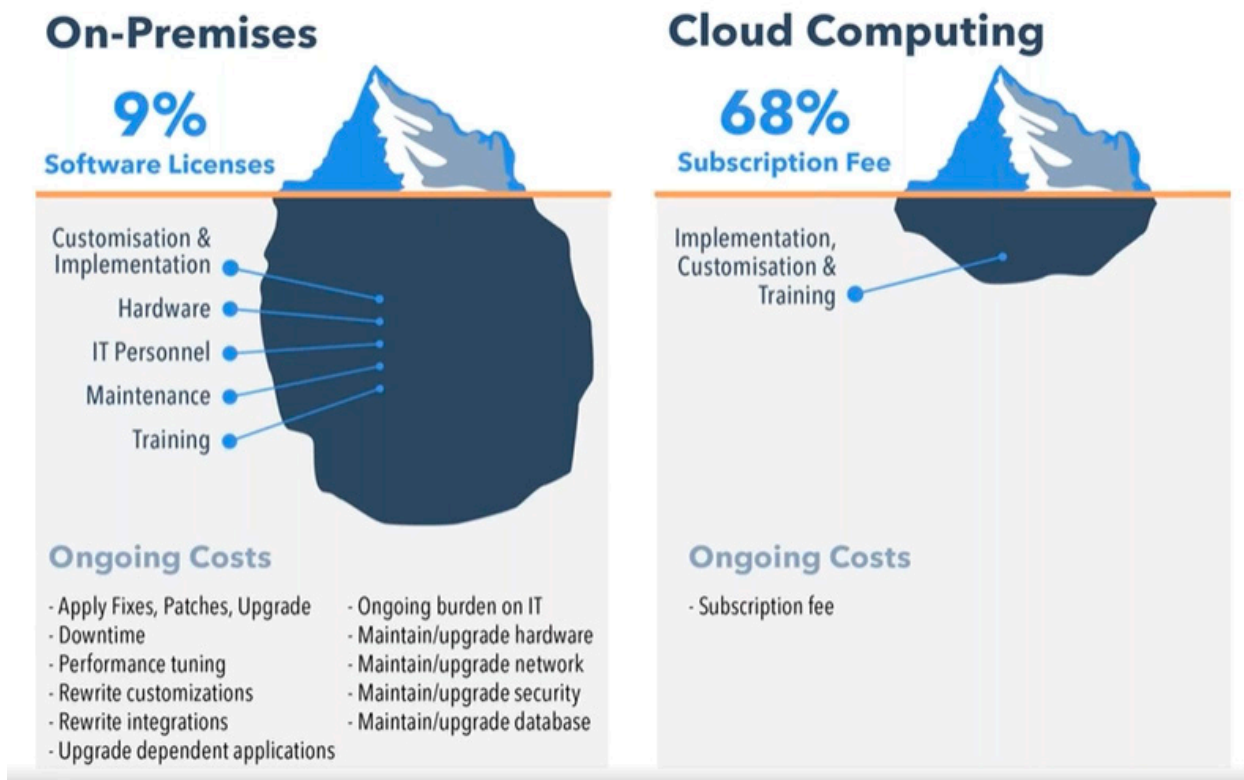 On-Premises
9%
Software Licenses
Customisation &
Implementation
Hardware
IT Personnel
Maintenance
Training
Ongoing Costs
- Apply Fixes, Patches, Upgrade
- Downtime
- Performance tuning
- Rewrite customizations
- Rewrite integrations
- Upgrade dependent applications
- Ongoing burden on IT
- Maintain/upgrade hardware
- Maintain/upgrade network
- Maintain/upgrade security
- Maintain/upgrade database
Cloud Computing
68%
Subscription Fee
Implementation,
Customisation &
Training
Ongoing Costs
- Subscription fee